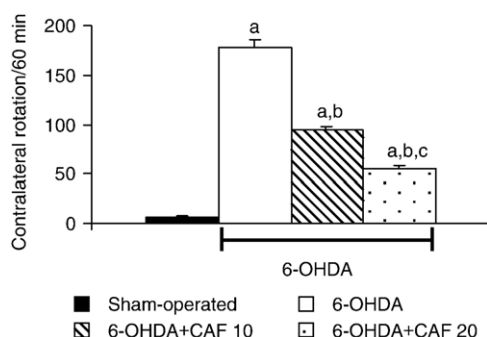 Contralateral rotation/60 min
200
150
100
50
0
a
a,b
a,b,c
6-OHDA
Sham-operated
6-OHDA
6-OHDA+CAF 10
6-OHDA+CAF 20